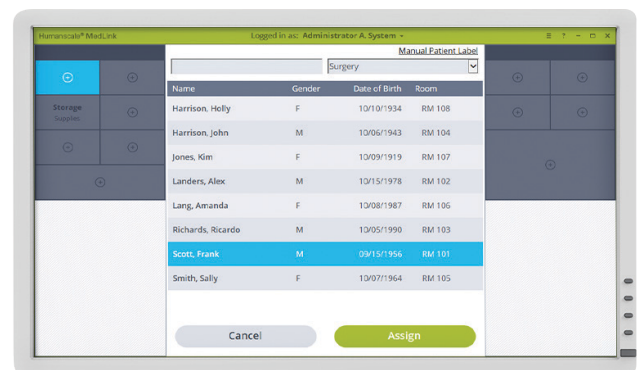 Humanscale® MedLink Logged in as: Administrator A. System
Manual Patient Label
Surgery
Name Gender Date of Birth Room
Harrison, Holly F 10/10/1934 RM 108
Harrison, John M 10/06/1943 RM 104
Jones, Kim F 10/09/1919 RM 107
Landers, Alex M 10/15/1978 RM 102
Lang, Amanda F 10/08/1987 RM 106
Richards, Ricardo M 10/05/1990 RM 103
Scott, Frank M 09/15/1956 RM 101
Smith, Sally F 10/07/1964 RM 105
Storage
Supplies
Cancel Assign